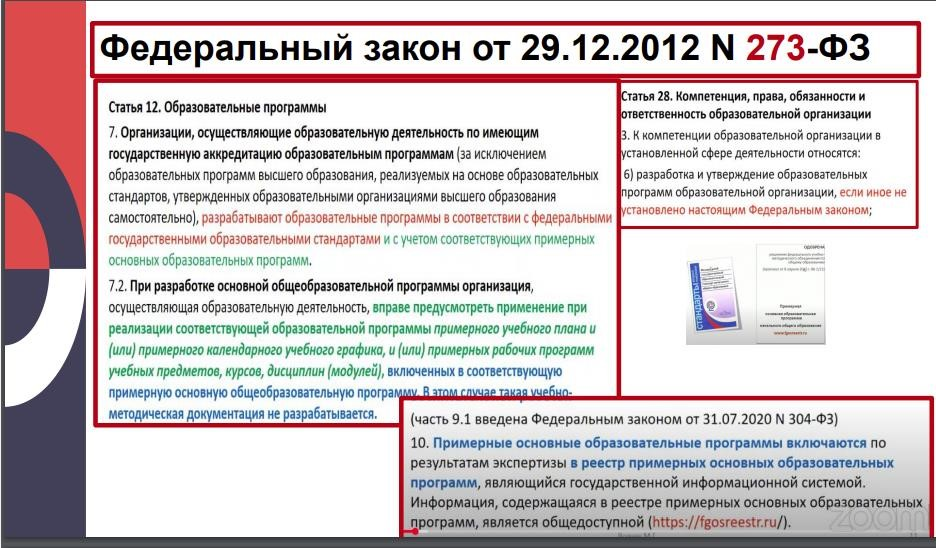 Федеральный закон от 29.12.2012 N 273-ФЗ
Статья 12. Образовательные программы
7. Организации, осуществляющие образовательную деятельность по имеющим
государственную аккредитацию образовательным программам (за исключением
образовательных программ высшего образования, реализуемых на основе образовательных
стандартов, утвержденных образовательными организациями высшего образования
самостоятельно), разрабатывают образовательные программы в соответствии с федеральными
государственными образовательными стандартами и с учетом соответствующих примерных
основных образовательных программ.
7.2. При разработке основной общеобразовательной программы организация,
осуществляющая образовательную деятельность, вправе предусмотреть применение при
реализации соответствующей образовательной программы примерного учебного плана и
(или) примерного календарного учебного графика, и (или) примерных рабочих программ
учебных предметов, курсов, дисциплин (модулей), включенных в соответствующую
примерную основную общеобразовательную программу. В этом случае такая учебно-
методическая документация не разрабатывается.
Статья 28. Компетенция, права, обязанности и
ответственность образовательной организации
3. К компетенции образовательной организации в
установленной сфере деятельности относятся:
6) разработка и утверждение образовательных
программ образовательной организации, если иное не
установлено настоящим Федеральным законом;
стандарты
ОДОБРЕНА
Примерная
основная образовательная
программа
начального общего образования
www.fgosreestr.ru
(часть 9.1 введена Федеральным законом от 31.07.2020 N 304-ФЗ)
10. Примерные основные образовательные программы включаются по
результатам экспертизы в реестр примерных основных образовательных
программ, являющийся государственной информационной системой.
Информация, содержащаяся в реестре примерных основных образовательных
программ, является общедоступной (https://fgosreestr.ru/).
zoom
11